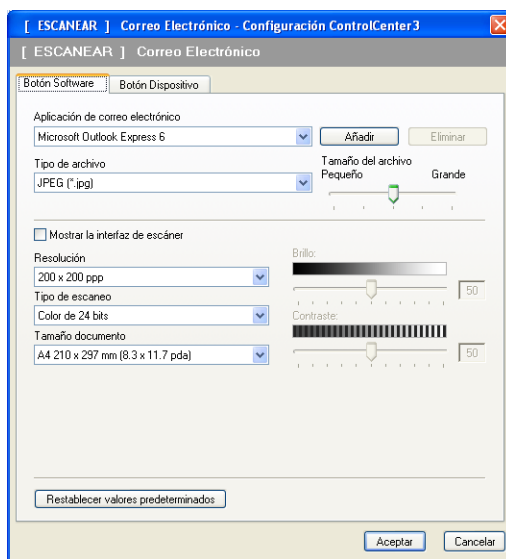 [ ESCANEAR ]  Correo Electrónico - Configuración ControlCenter3
[ ESCANEAR ]  Correo Electrónico
Botón Software
Botón Dispositivo
Aplicación de correo electrónico
Microsoft Outlook Express 6
Añadir
Eliminar
Tipo de archivo
JPEG (*.jpg)
Tamaño del archivo
Pequeño
Grande
Mostrar la interfaz de escáner
Resolución
200 x 200 ppp
Tipo de escaneo
Color de 24 bits
Tamaño documento
A4 210 x 297 mm (8.3 x 11.7 pda)
Brillo:
50
Contraste:
50
Restablecer valores predeterminados
Aceptar
Cancelar